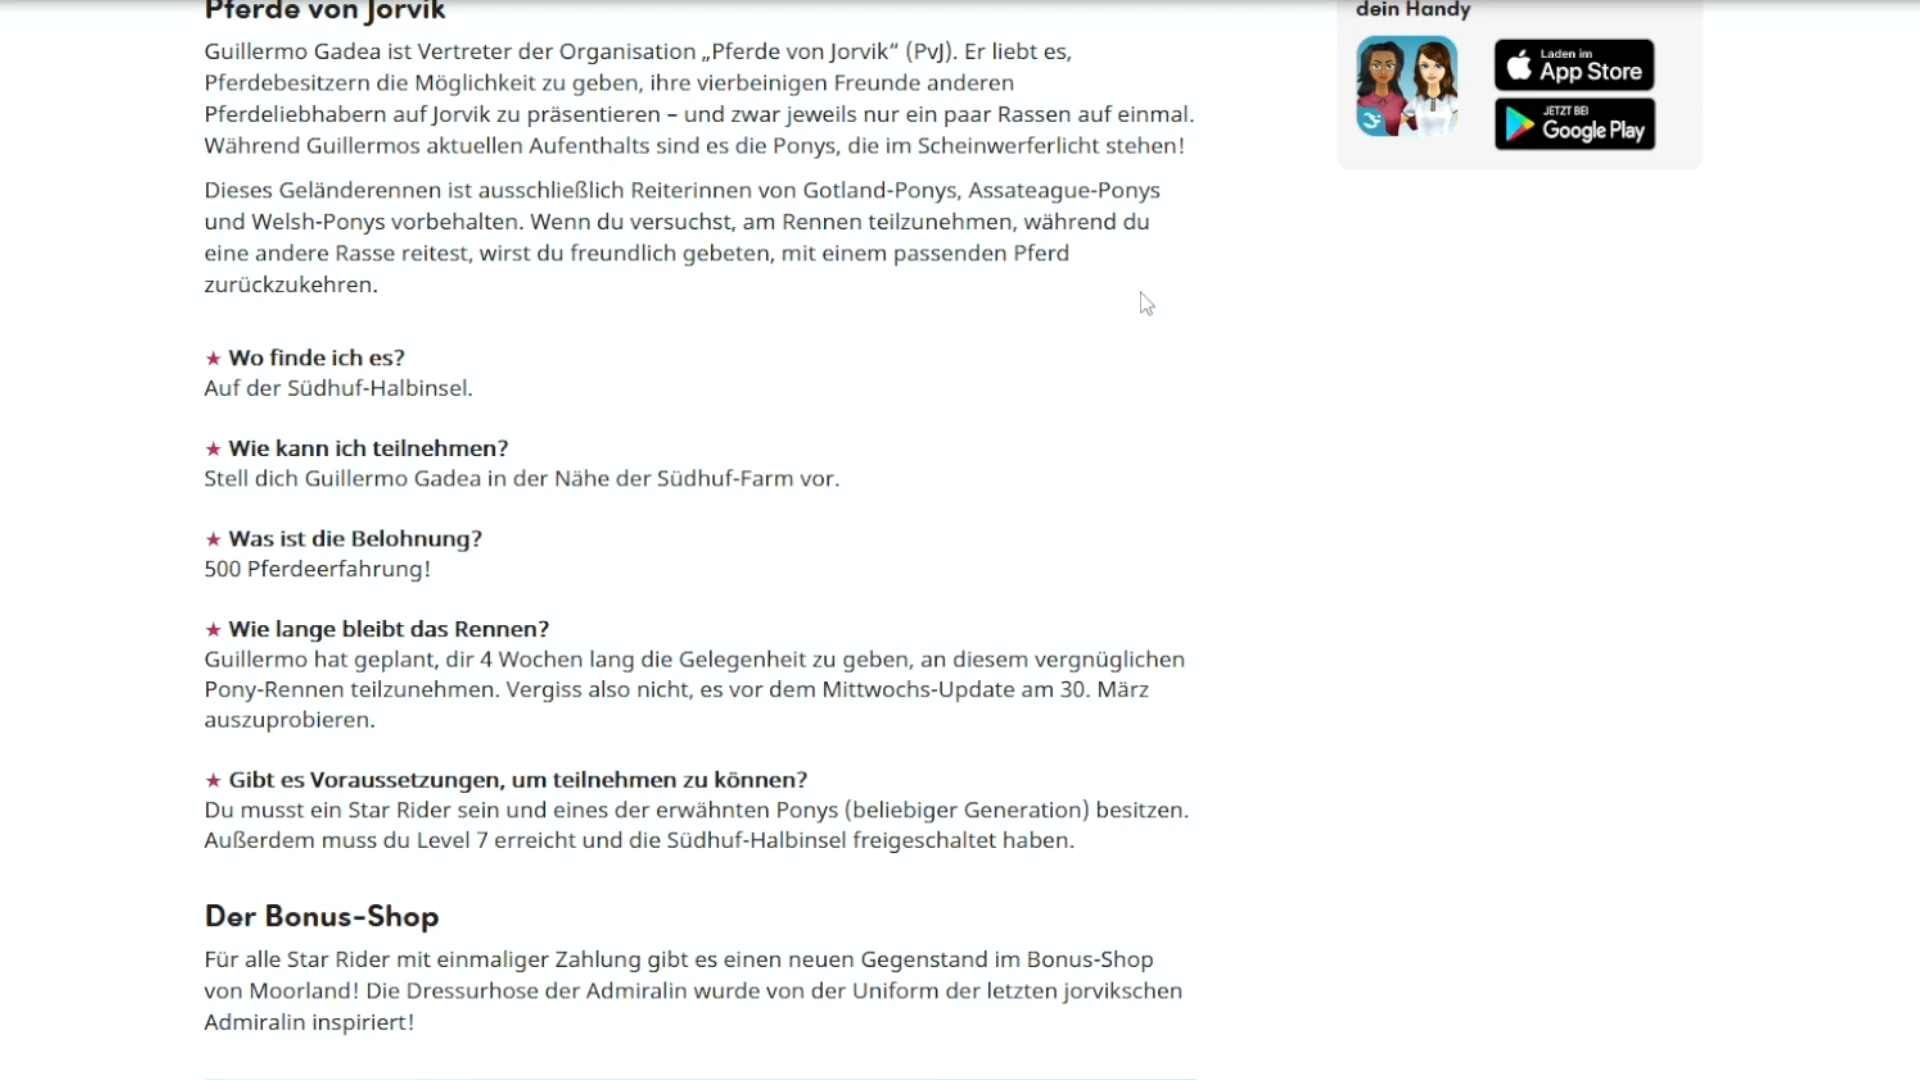 Pferde von Jorvik
Guillermo Gadea ist Vertreter der Organisation „Pferde von Jorvik“ (PvJ). Er liebt es,
Pferdebesitzern die Möglichkeit zu geben, ihre vierbeinigen Freunde anderen
Pferdeliebhabern auf Jorvik zu präsentieren – und zwar jeweils nur ein paar Rassen auf einmal.
Während Guillermos aktuellen Aufenthalts sind es die Ponys, die im Scheinwerferlicht stehen!
Dieses Geländerennen ist ausschließlich Reiterinnen von Gotland-Ponys, Assateague-Ponys
und Welsh-Ponys vorbehalten. Wenn du versuchst, am Rennen teilzunehmen, während du
eine andere Rasse reitest, wirst du freundlich gebeten, mit einem passenden Pferd
zurückzukehren.
★ Wo finde ich es?
Auf der Südhuf-Halbinsel.
★ Wie kann ich teilnehmen?
Stell dich Guillermo Gadea in der Nähe der Südhuf-Farm vor.
★ Was ist die Belohnung?
500 Pferdeerfahrung!
★ Wie lange bleibt das Rennen?
Guillermo hat geplant, dir 4 Wochen lang die Gelegenheit zu geben, an diesem vergnüglichen
Pony-Rennen teilzunehmen. Vergiss also nicht, es vor dem Mittwochs-Update am 30. März
auszuprobieren.
★ Gibt es Voraussetzungen, um teilnehmen zu können?
Du musst ein Star Rider sein und eines der erwähnten Ponys (beliebiger Generation) besitzen.
Außerdem muss du Level 7 erreicht und die Südhuf-Halbinsel freigeschaltet haben.
Der Bonus-Shop
Für alle Star Rider mit einmaliger Zahlung gibt es einen neuen Gegenstand im Bonus-Shop
von Moorland! Die Dressurhose der Admiralin wurde von der Uniform der letzten jorvikschen
Admiralin inspiriert!
dein Handy
Laden im
App Store
JETZT BEI
Google Play